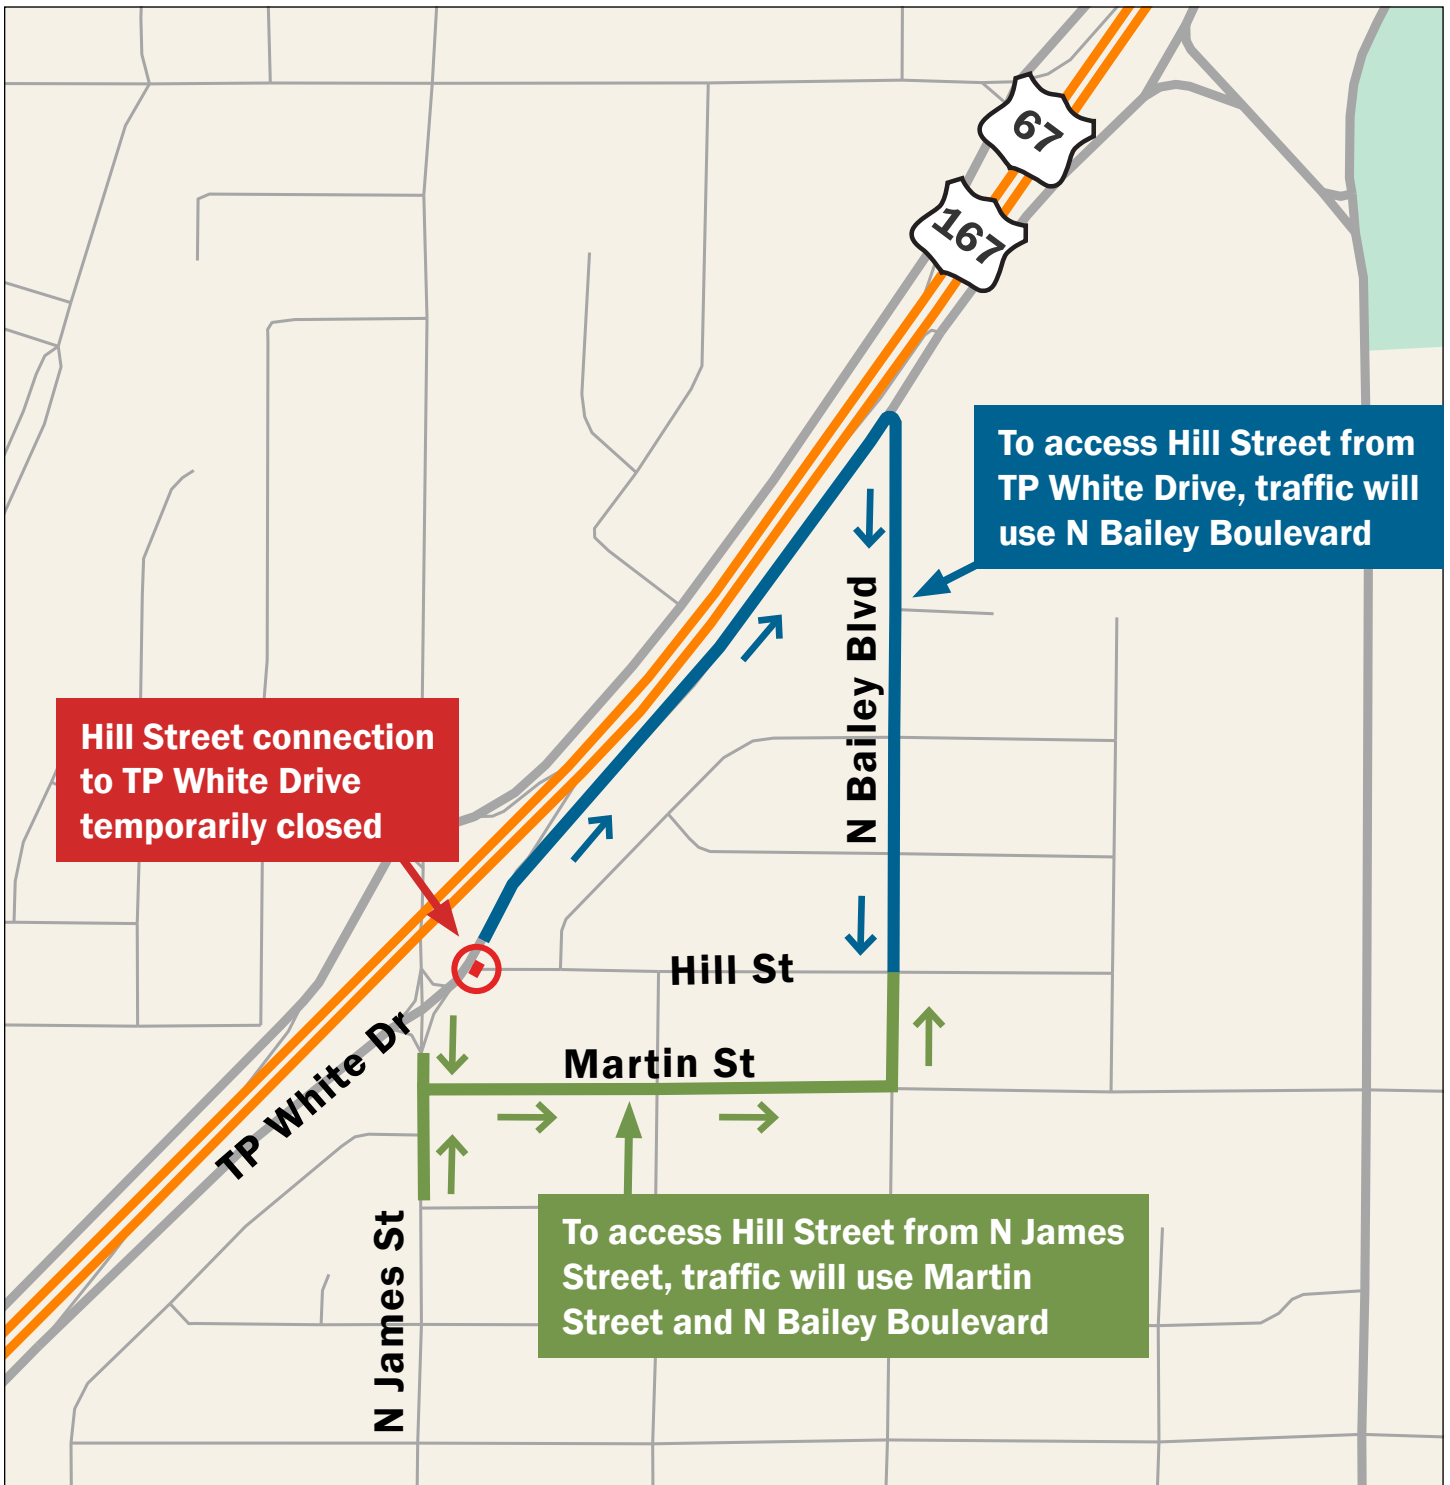 67
167
To access Hill Street from
TP White Drive, traffic will
use N Bailey Boulevard
N Bailey Blvd
Hill Street connection
to TP White Drive
temporarily closed
Hill St
Martin St
TP White Dr
To access Hill Street from N James
Street, traffic will use Martin
Street and N Bailey Boulevard
N James St